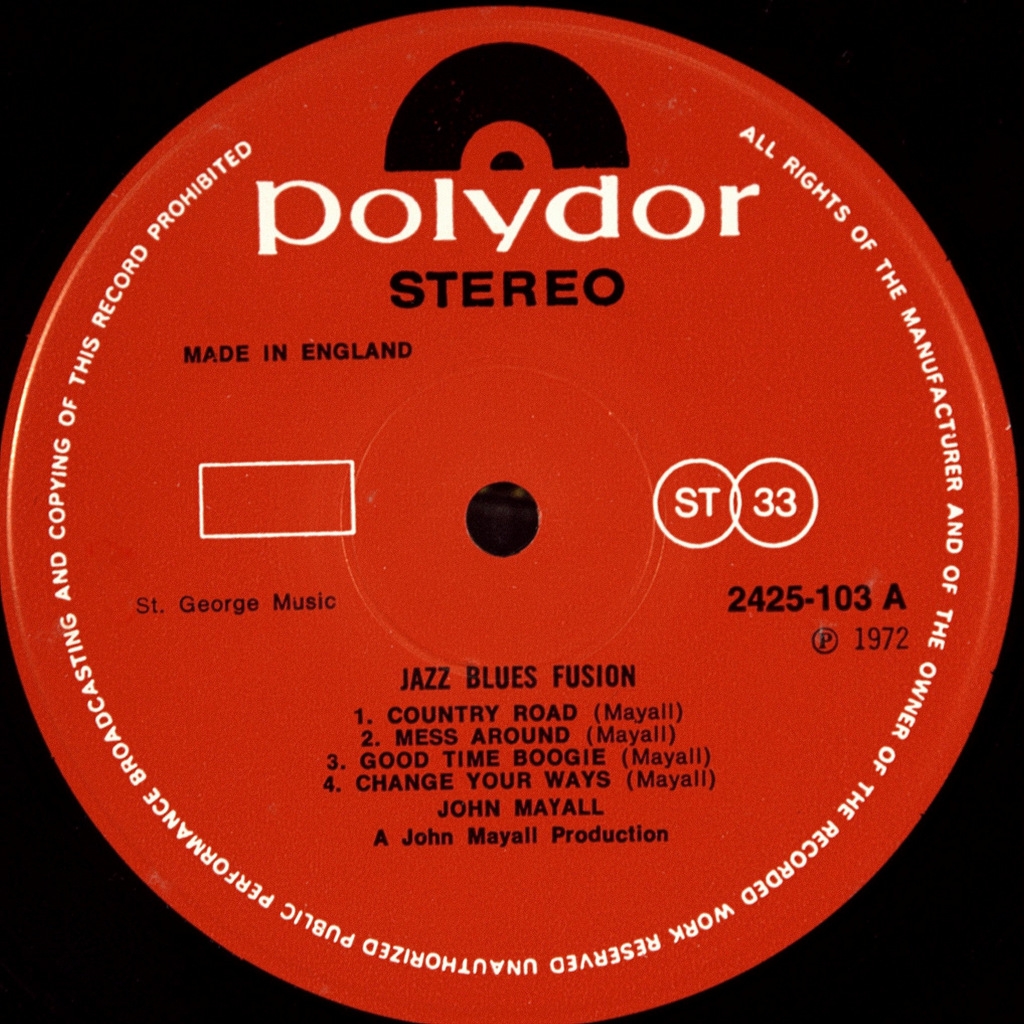 polydor
STEREO
MADE IN ENGLAND
ST 33
St. George Music
2425-103 A
Ⓟ 1972
JAZZ BLUES FUSION
1. COUNTRY ROAD (Mayall)
2. MESS AROUND (Mayall)
3. GOOD TIME BOOGIE (Mayall)
4. CHANGE YOUR WAYS (Mayall)
JOHN MAYALL
A John Mayall Production
ALL RIGHTS OF THE MANUFACTURER AND OF THE OWNER OF THE RECORDED WORK RESERVED UNAUTHORIZED PUBLIC PERFORMANCE BROADCASTING AND COPYING OF THIS RECORD PROHIBITED